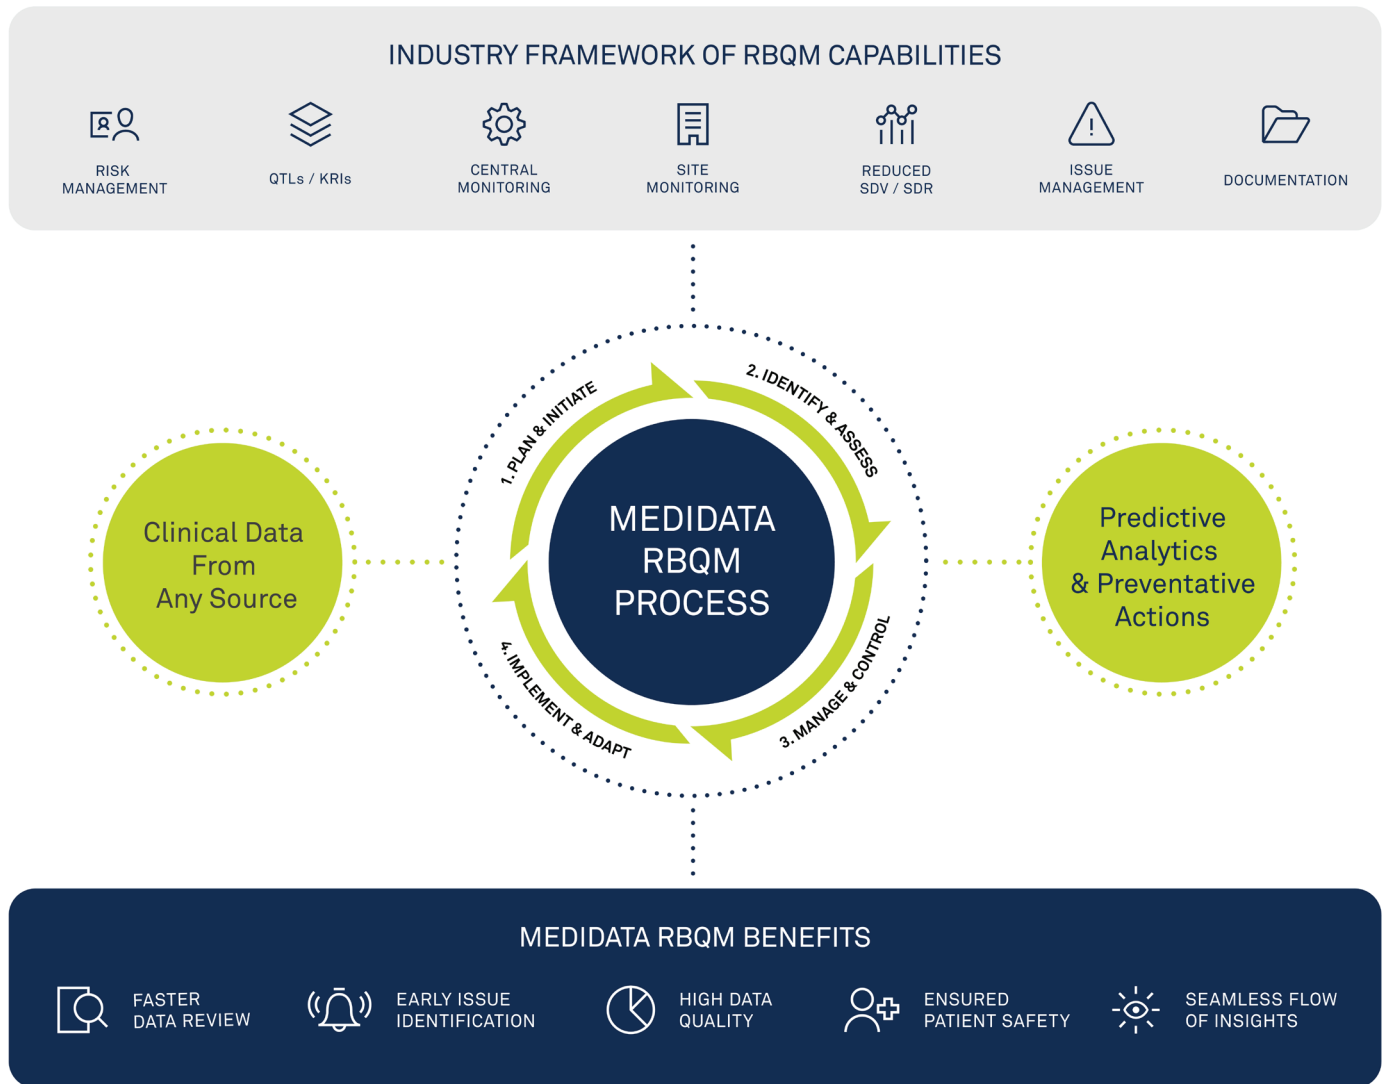 INDUSTRY FRAMEWORK OF RBQM CAPABILITIES
RISK
MANAGEMENT
QTLs / KRIs
CENTRAL
MONITORING
SITE
MONITORING
REDUCED
SDV / SDR
ISSUE
MANAGEMENT
DOCUMENTATION
1. PLAN & INITIATE
2. IDENTIFY & ASSESS
3. MANAGE & CONTROL
4. IMPLEMENT & ADAPT
MEDIDATA
RBQM
PROCESS
Clinical Data
From
Any Source
Predictive
Analytics
& Preventative
Actions
MEDIDATA RBQM BENEFITS
FASTER
DATA REVIEW
EARLY ISSUE
IDENTIFICATION
HIGH DATA
QUALITY
ENSURED
PATIENT SAFETY
SEAMLESS FLOW
OF INSIGHTS